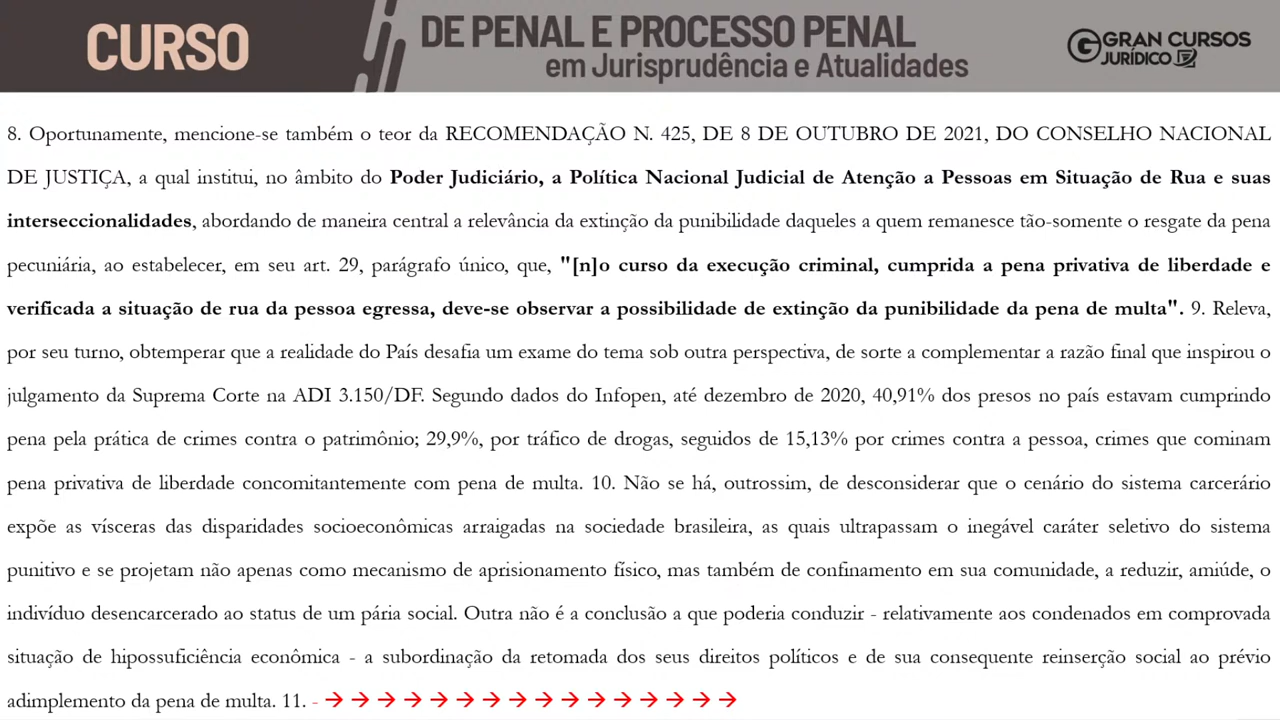 CURSO
DE PENAL E PROCESSO PENAL
em Jurisprudência e Atualidades
GRAN CURSOS
JURÍDICO
8. Oportunamente, mencione-se também o teor da RECOMENDAÇÃO N. 425, DE 8 DE OUTUBRO DE 2021, DO CONSELHO NACIONAL
DE JUSTIÇA, a qual institui, no âmbito do Poder Judiciário, a Política Nacional Judicial de Atenção a Pessoas em Situação de Rua e suas
interseccionalidades, abordando de maneira central a relevância da extinção da punibilidade daqueles a quem remanesce tão-somente o resgate da pena
pecuniária, ao estabelecer, em seu art. 29, parágrafo único, que, "[n]o curso da execução criminal, cumprida a pena privativa de liberdade e
verificada a situação de rua da pessoa egressa, deve-se observar a possibilidade de extinção da punibilidade da pena de multa". 9. Releva,
por seu turno, obtemperar que a realidade do País desafia um exame do tema sob outra perspectiva, de sorte a complementar a razão final que inspirou o
julgamento da Suprema Corte na ADI 3.150/DF. Segundo dados do Infopen, até dezembro de 2020, 40,91% dos presos no país estavam cumprindo
pena pela prática de crimes contra o patrimônio; 29,9%, por tráfico de drogas, seguidos de 15,13% por crimes contra a pessoa, crimes que cominam
pena privativa de liberdade concomitantemente com pena de multa. 10. Não se há, outrossim, de desconsiderar que o cenário do sistema carcerário
expõe as vísceras das disparidades socioeconômicas arraigadas na sociedade brasileira, as quais ultrapassam o inegável caráter seletivo do sistema
punitivo e se projetam não apenas como mecanismo de aprisionamento físico, mas também de confinamento em sua comunidade, a reduzir, amiúde, o
indivíduo desencarcerado ao status de um pária social. Outra não é a conclusão a que poderia conduzir - relativamente aos condenados em comprovada
situação de hipossuficiência econômica - a subordinação da retomada dos seus direitos políticos e de sua consequente reinserção social ao prévio
adimplemento da pena de multa. 11. - → → → → → → → → → → → → → → → →